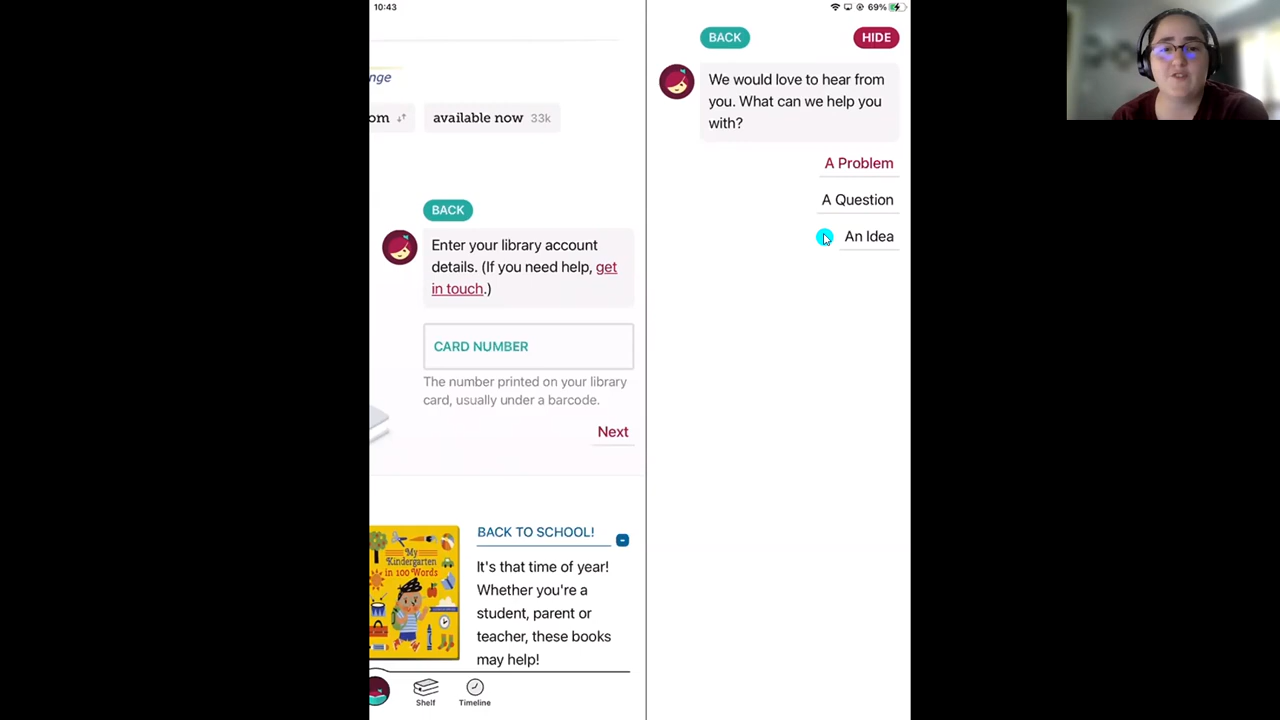 10:43
69%
nge
om
available now 33k
BACK
Enter your library account
details. (If you need help, get
in touch.)
CARD NUMBER
The number printed on your library
card, usually under a barcode.
Next
My
Kindergarten
in 100 Words
BACK TO SCHOOL!
It's that time of year!
Whether you're a
student, parent or
teacher, these books
may help!
Shelf
Timeline
BACK
HIDE
We would love to hear from
you. What can we help you
with?
A Problem
A Question
An Idea